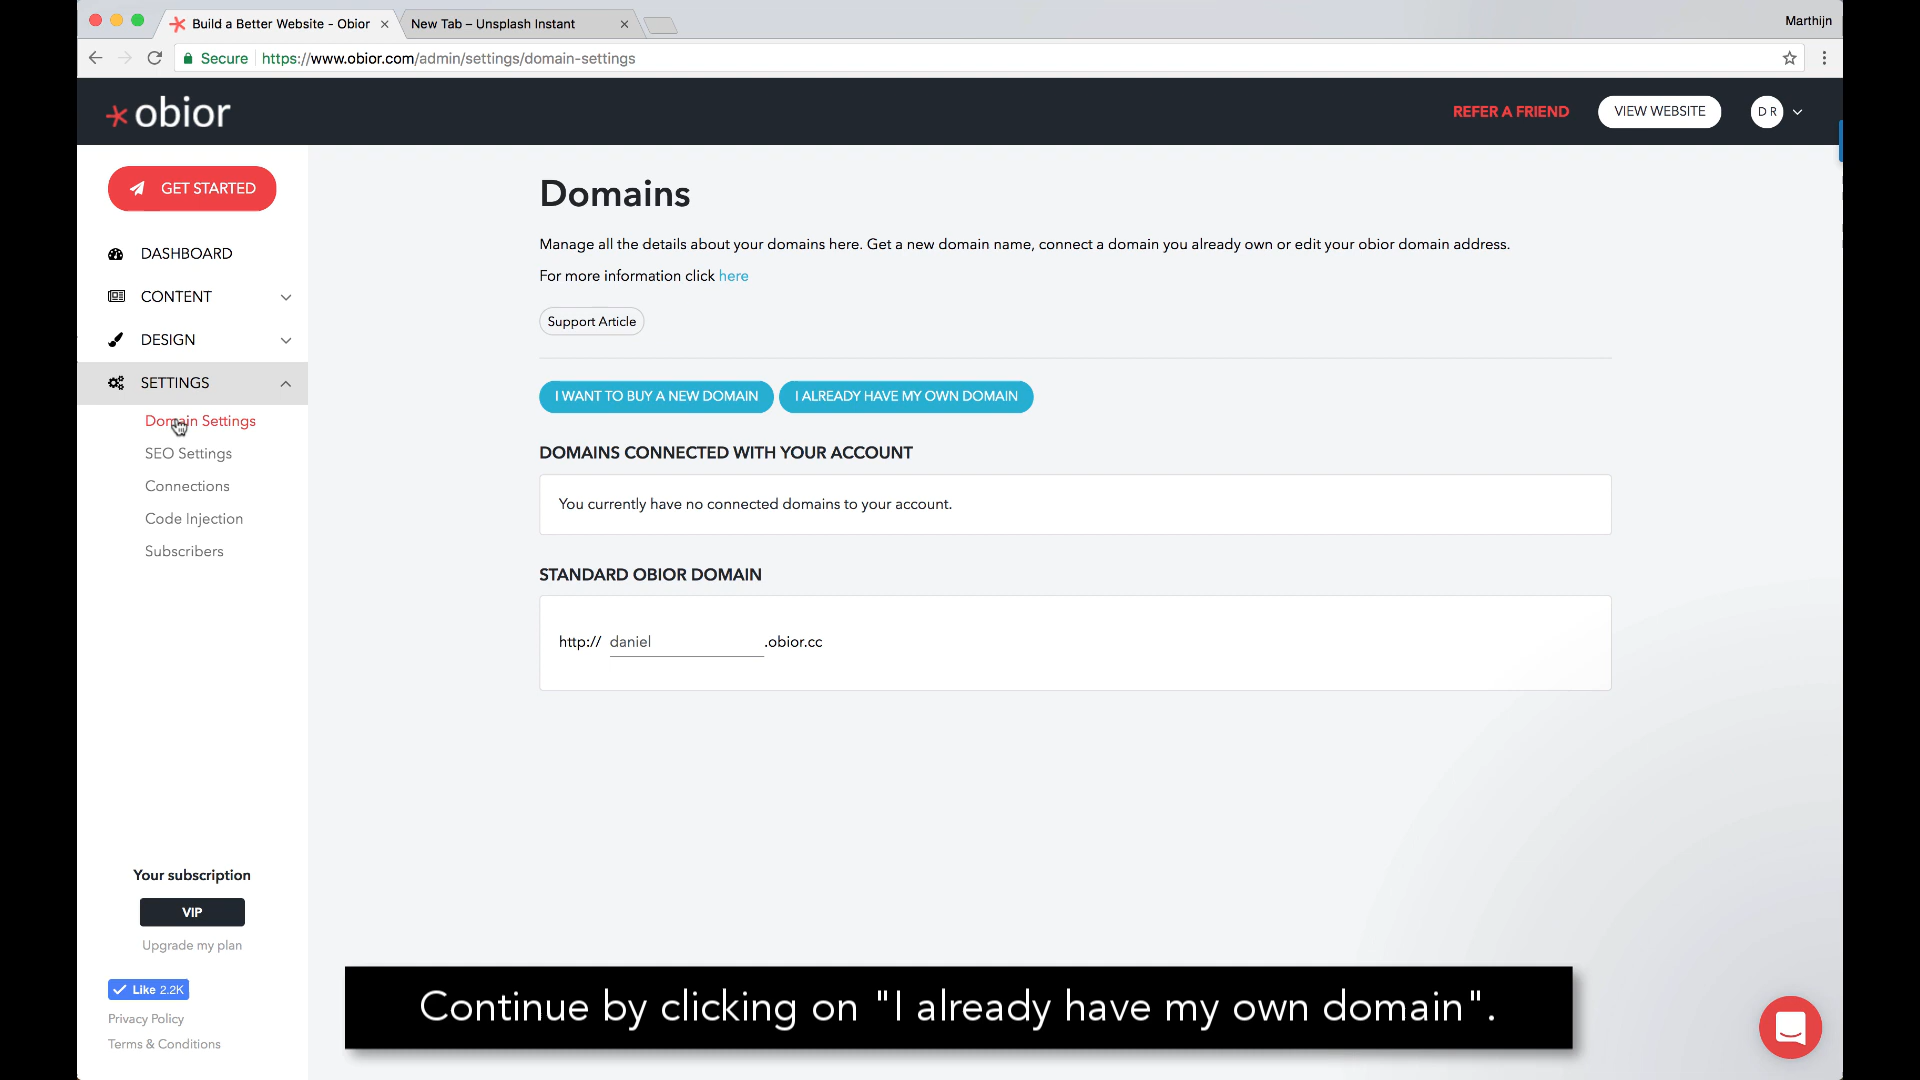 Build a Better Website - Obior
New Tab – Unsplash Instant
Marthijn
Secure https://www.obior.com/admin/settings/domain-settings
obior
REFER A FRIEND
VIEW WEBSITE
D R
GET STARTED
DASHBOARD
CONTENT
DESIGN
SETTINGS
Domain Settings
SEO Settings
Connections
Code Injection
Subscribers
Your subscription
VIP
Upgrade my plan
Like 2.2K
Privacy Policy
Terms & Conditions
Domains
Manage all the details about your domains here. Get a new domain name, connect a domain you already own or edit your obior domain address.
For more information click here
Support Article
I WANT TO BUY A NEW DOMAIN
I ALREADY HAVE MY OWN DOMAIN
DOMAINS CONNECTED WITH YOUR ACCOUNT
You currently have no connected domains to your account.
STANDARD OBIOR DOMAIN
http:// daniel .obior.cc
Continue by clicking on "I already have my own domain".